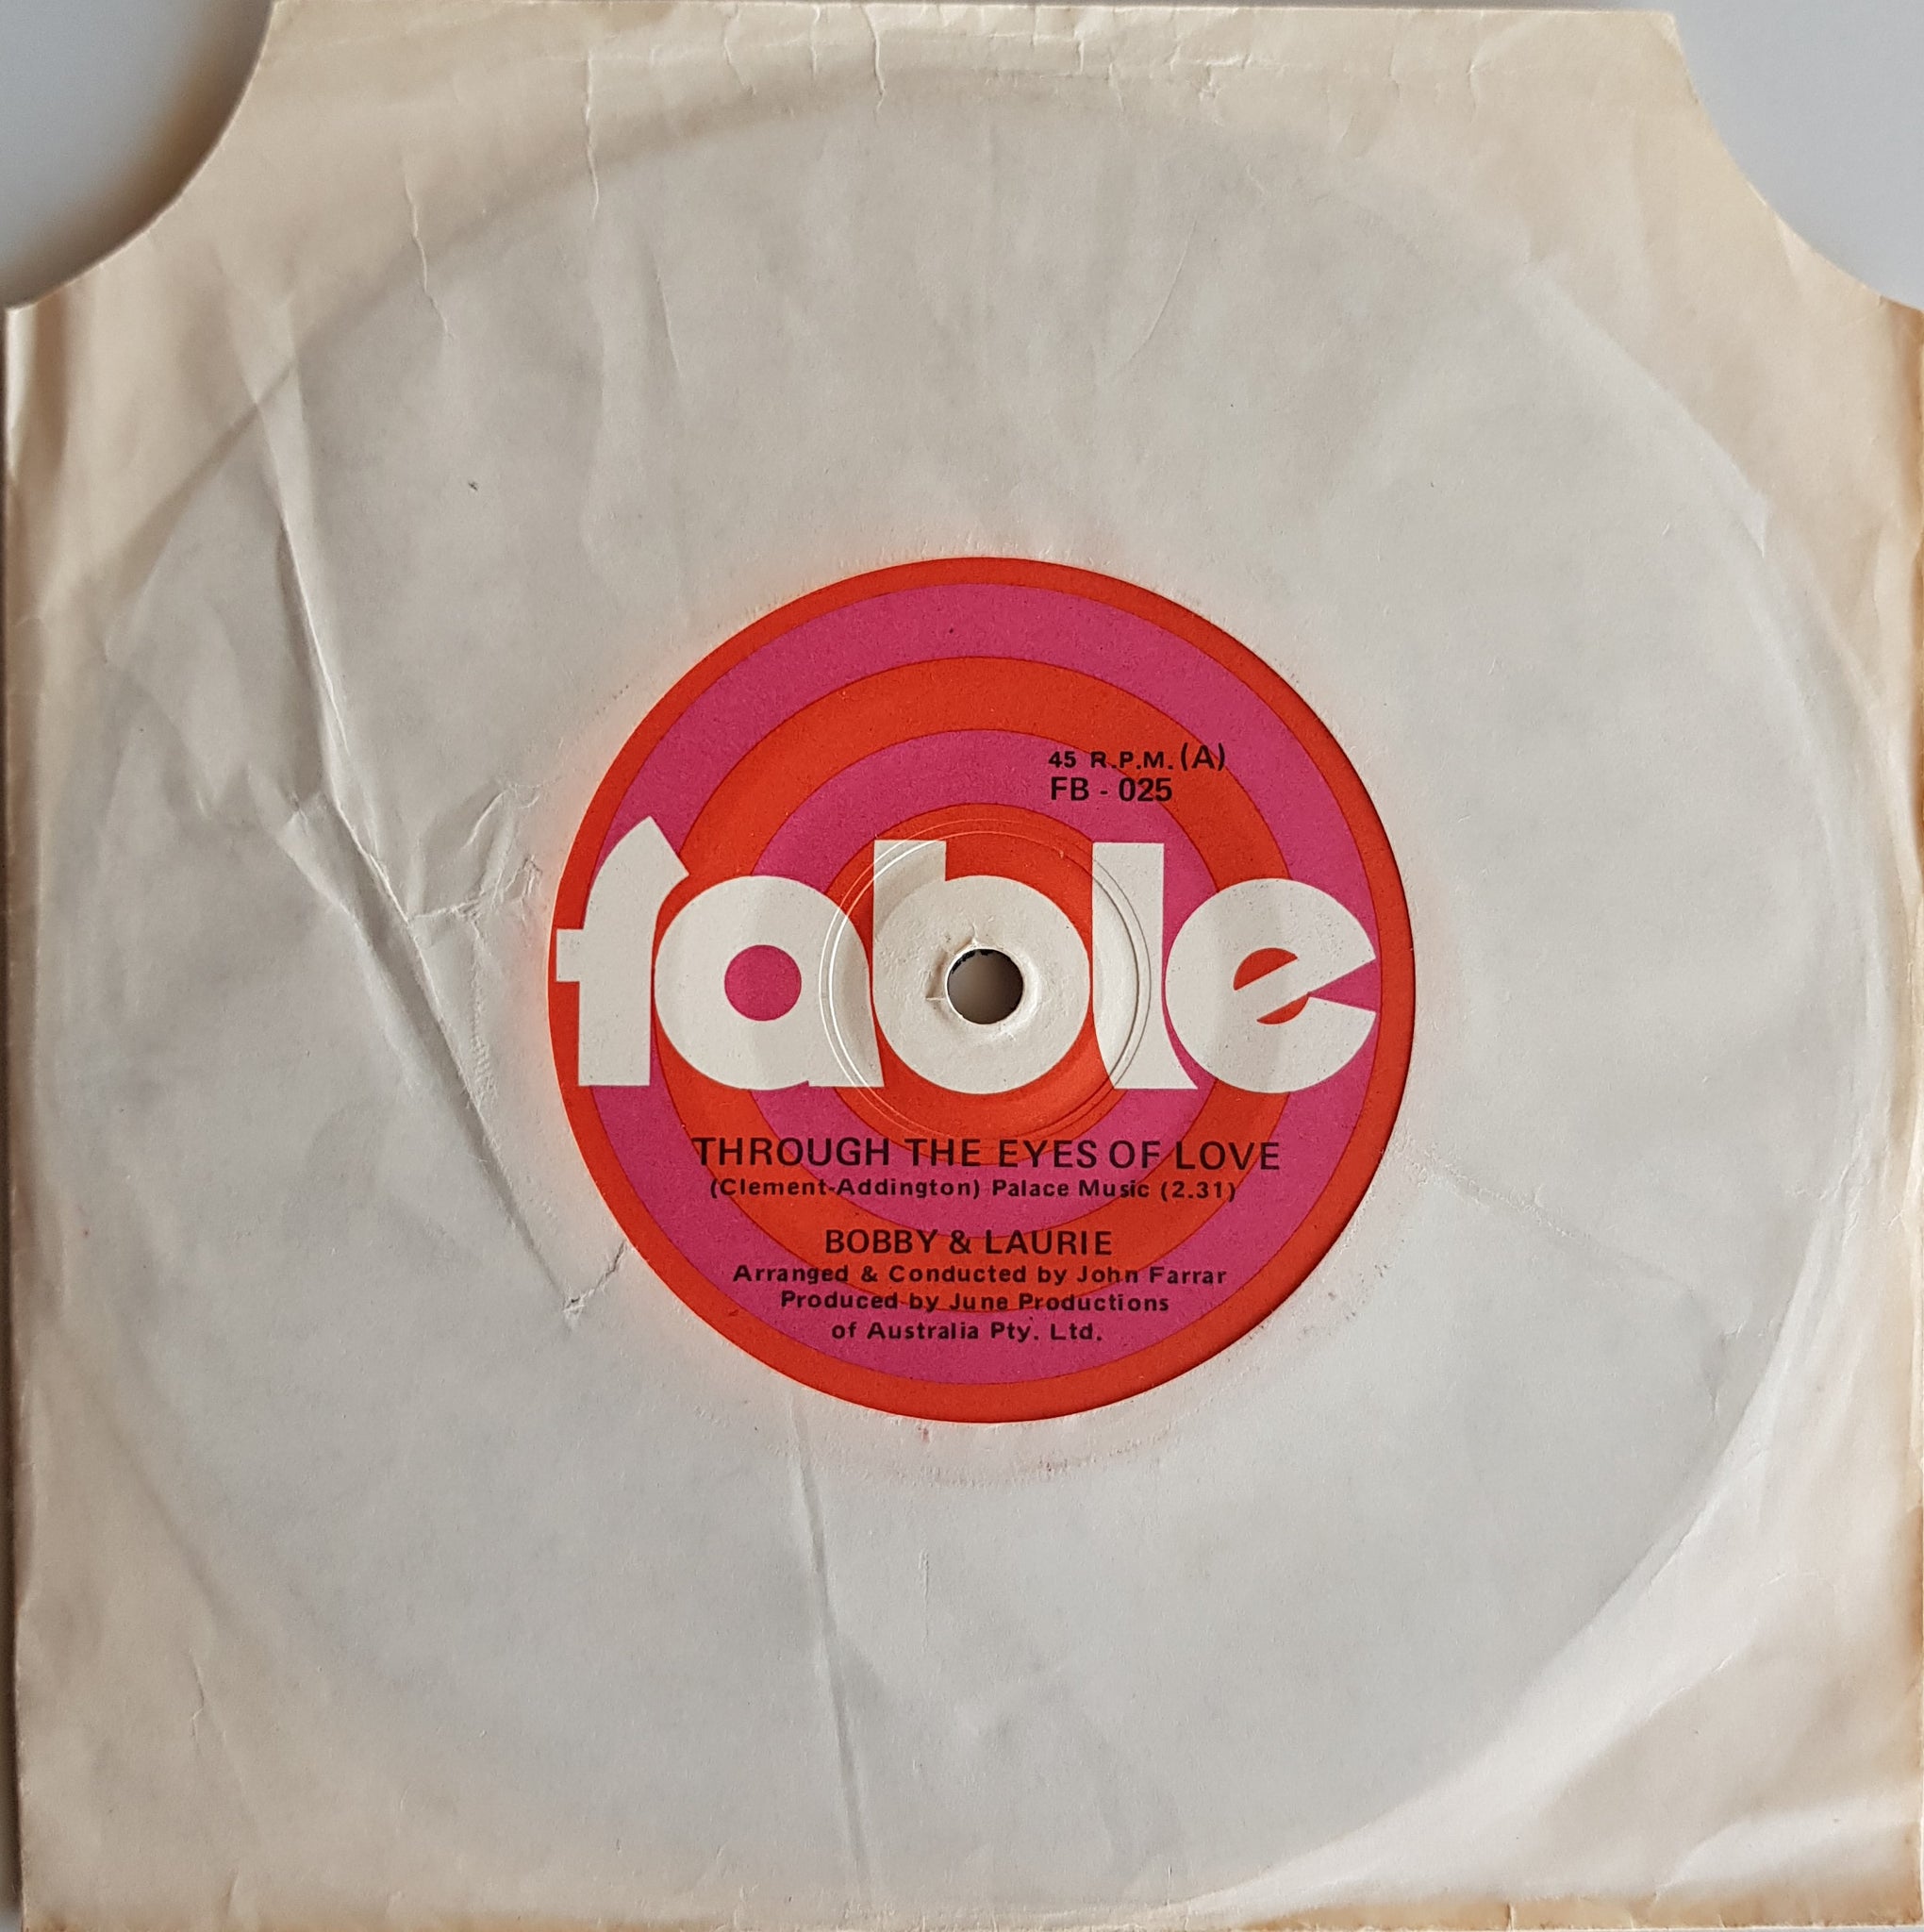 45 R.P.M. (A)
FB - 025
fable
THROUGH THE EYES OF LOVE
(Clement-Addington) Palace Music (2.31)
BOBBY & LAURIE
Arranged & Conducted by John Farrar
Produced by June Productions
of Australia Pty. Ltd.